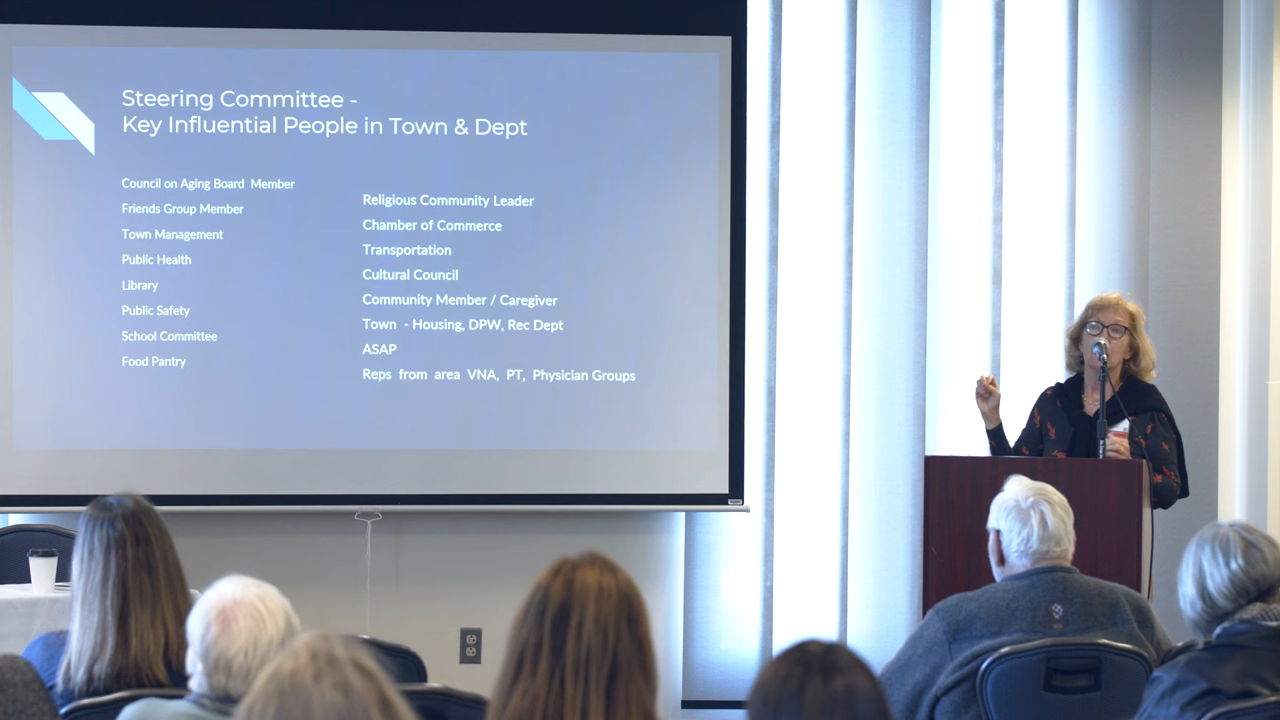 Steering Committee -
Key Influential People in Town & Dept
Council on Aging Board Member
Friends Group Member
Town Management
Public Health
Library
Public Safety
School Committee
Food Pantry
Religious Community Leader
Chamber of Commerce
Transportation
Cultural Council
Community Member / Caregiver
Town - Housing, DPW, Rec Dept
ASAP
Reps from area VNA, PT, Physician Groups